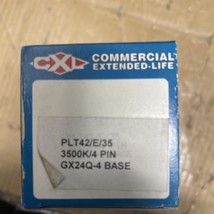 CXL
COMMERCIAL
EXTENDED-LIFE
PLT42/E/35
3500K/4 PIN
GX24Q-4 BASE